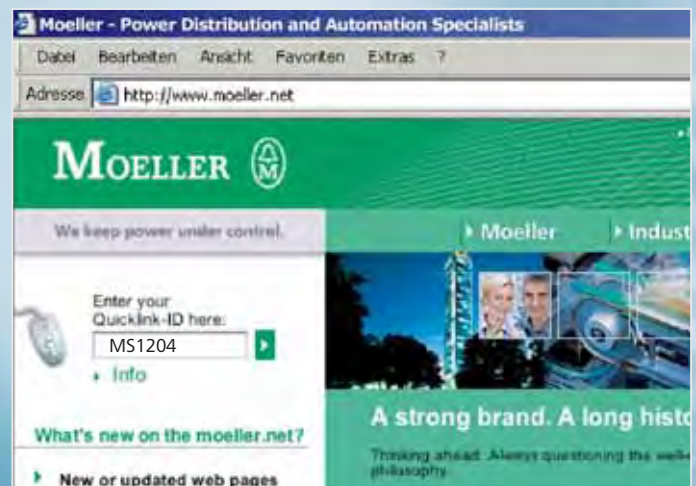 Moeller - Power Distribution and Automation Specialists
Datei Bearbeiten Ansicht Favoriten Extras ?
Adresse http://www.moeller.net
MOELLER M
We keep power under control.
Moeller Indust
Enter your
Quicklink-ID here:
MS1204
Info
What's new on the moeller.net?
New or updated web pages
A strong brand. A long histo
Thinking ahead. Always questioning the well-
philosophy.